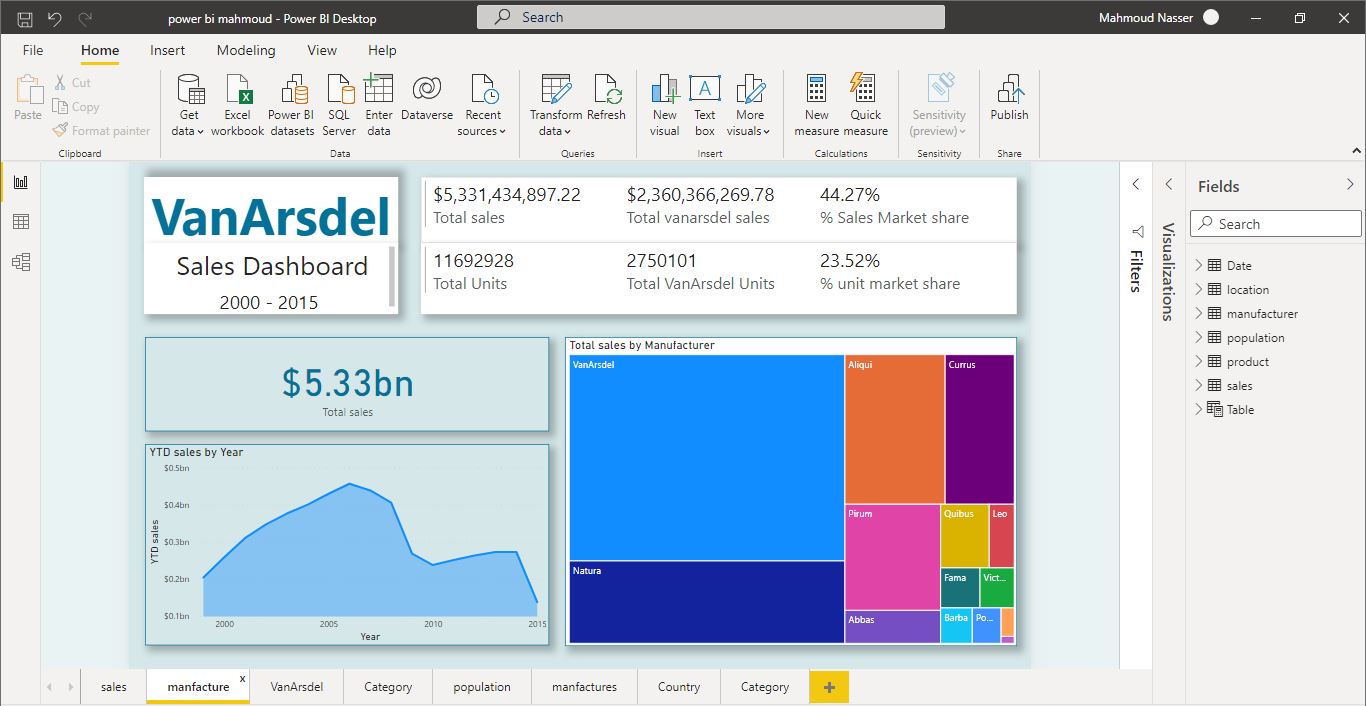 power bi mahmoud - Power BI Desktop
Search
Mahmoud Nasser
File Home Insert Modeling View Help
Paste
Cut
Copy
Format painter
Clipboard
Get data
Excel workbook
Power BI datasets
SQL Server
Enter data
Dataverse
Recent sources
Data
Transform data
Refresh
Queries
New visual
Text box
More visuals
Insert
New measure
Quick measure
Calculations
Sensitivity (preview)
Sensitivity
Publish
Share
VanArsdel
Sales Dashboard
2000 - 2015
$5,331,434,897.22
Total sales
$2,360,366,269.78
Total vanarsdel sales
44.27%
% Sales Market share
11692928
Total Units
2750101
Total VanArsdel Units
23.52%
% unit market share
$5.33bn
Total sales
YTD sales by Year
$0.5bn
$0.4bn
$0.3bn
$0.2bn
$0.1bn
YTD sales
2000 2005 2010 2015
Year
Total sales by Manufacturer
VanArsdel
Natura
Aliqui
Currus
Pirum
Quibus
Leo
Abbas
Fama
Vict...
Barba
Po...
Filters
Visualizations
Fields
Search
Date
location
manufacturer
population
product
sales
Table
sales
manfacture
x
VanArsdel
Category
population
manfactures
Country
Category
+